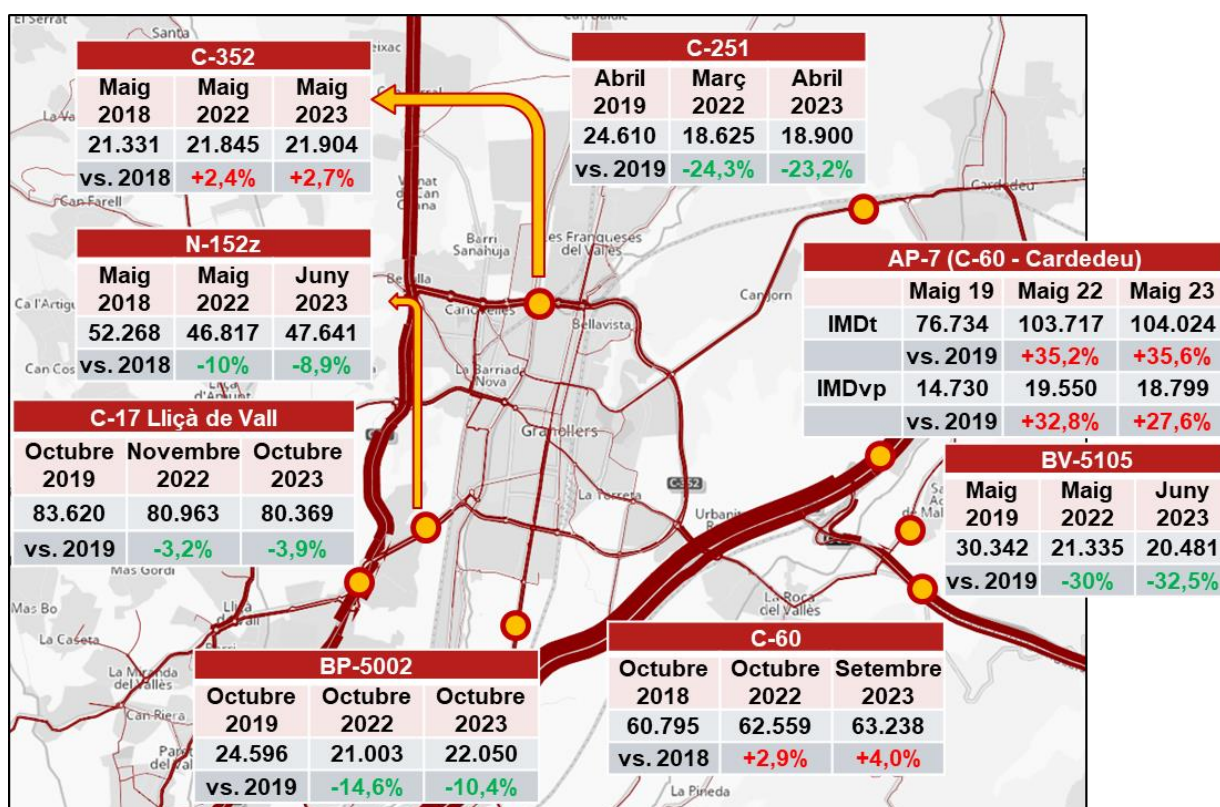 El Serrat
Santa
C-352
Maig Maig Maig
2018 2022 2023
21.331 21.845 21.904
vs. 2018 +2,4% +2,7%
C-251
Abril Març Abril
2019 2022 2023
24.610 18.625 18.900
vs. 2019 -24,3% -23,2%
Can Farell
Cardedeu
Barri
Sanahuja
Les Franqueses
del Vallès
N-152z
Maig Maig Juny
2018 2022 2023
52.268 46.817 47.641
vs. 2018 -10% -8,9%
Canovelles
Bellavista
Can Jorn
AP-7 (C-60 - Cardedeu)
Maig 19 Maig 22 Maig 23
IMDt 76.734 103.717 104.024
vs. 2019 +35,2% +35,6%
IMDvp 14.730 19.550 18.799
vs. 2019 +32,8% +27,6%
La Barriada
Nova
Granollers
La Torreta
C-352
C-17 Lliçà de Vall
Octubre Novembre Octubre
2019 2022 2023
83.620 80.963 80.369
vs. 2019 -3,2% -3,9%
BV-5105
Maig Maig Juny
2019 2022 2023
30.342 21.335 20.481
vs. 2019 -30% -32,5%
Mas Gordi
Mas Bo
La Caseta
Lliçà
de Vall
La Roca
del Vallès
La Miranda
del Vallès
Can Riera
BP-5002
Octubre Octubre Octubre
2019 2022 2023
24.596 21.003 22.050
vs. 2019 -14,6% -10,4%
C-60
Octubre Octubre Setembre
2018 2022 2023
60.795 62.559 63.238
vs. 2018 +2,9% +4,0%
La Pineda